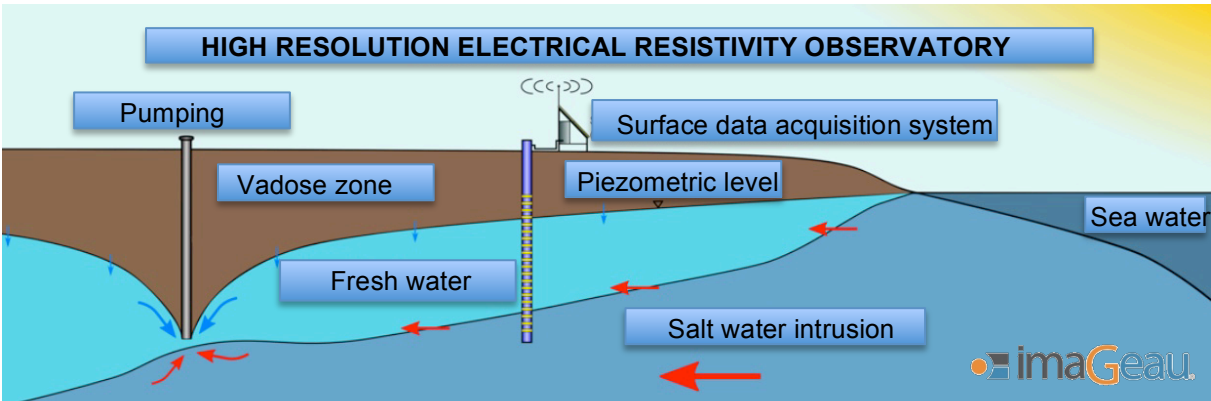 HIGH RESOLUTION ELECTRICAL RESISTIVITY OBSERVATORY
Pumping
Surface data acquisition system
Vadose zone
Piezometric level
Sea water
Fresh water
Salt water intrusion
imaGeau